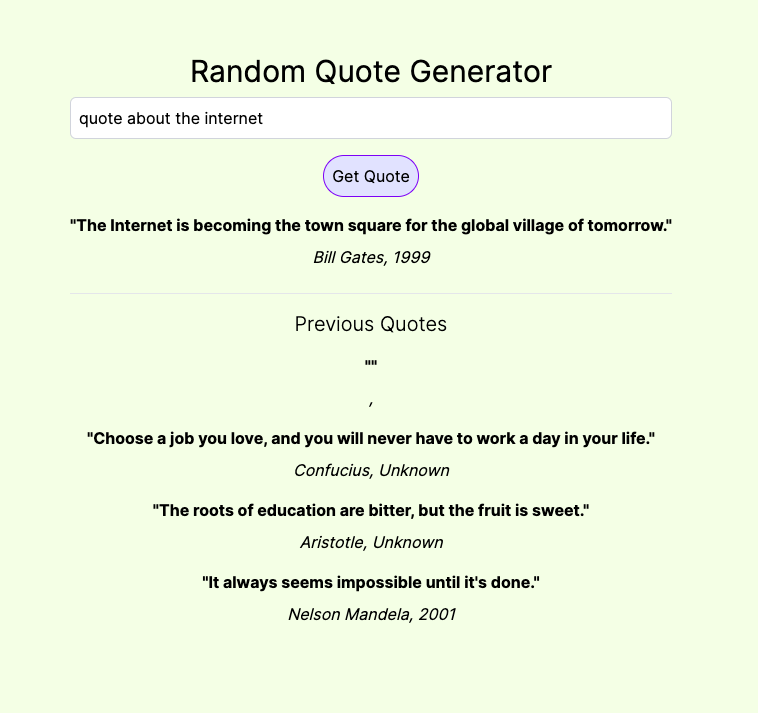 Random Quote Generator
quote about the internet
Get Quote
"The Internet is becoming the town square for the global village of tomorrow."
Bill Gates, 1999
Previous Quotes
""
,
"Choose a job you love, and you will never have to work a day in your life."
Confucius, Unknown
"The roots of education are bitter, but the fruit is sweet."
Aristotle, Unknown
"It always seems impossible until it's done."
Nelson Mandela, 2001